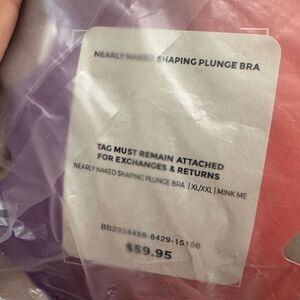 NEARLY NAKED SHAPING PLUNGE BRA
TAG MUST REMAIN ATTACHED
FOR EXCHANGES & RETURNS
NEARLY NAKED SHAPING PLUNGE BRA | XL/XXL | MINK ME
$59.95